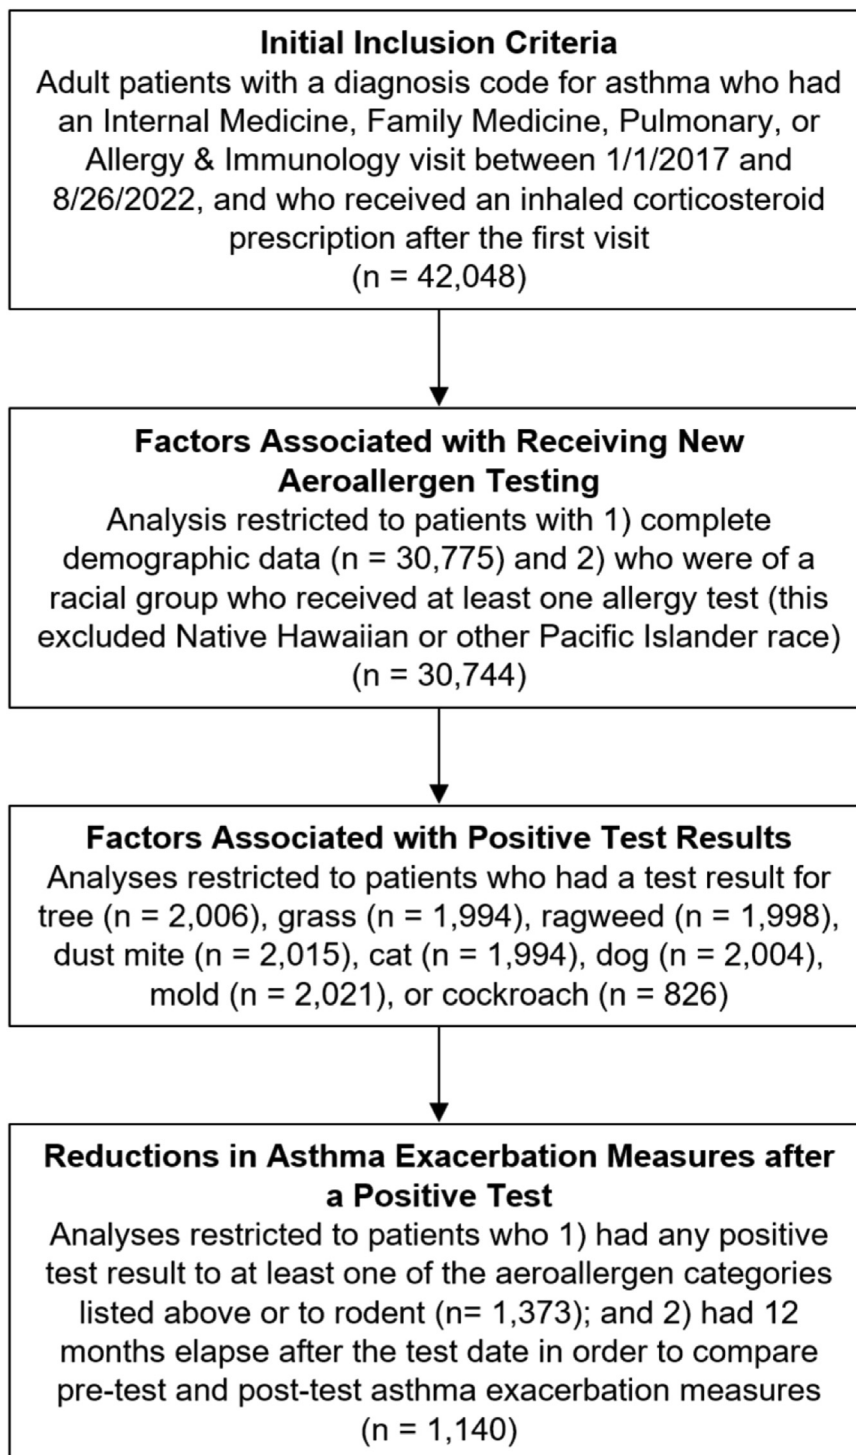 Initial Inclusion Criteria
Adult patients with a diagnosis code for asthma who had
an Internal Medicine, Family Medicine, Pulmonary, or
Allergy & Immunology visit between 1/1/2017 and
8/26/2022, and who received an inhaled corticosteroid
prescription after the first visit
(n = 42,048)
Factors Associated with Receiving New
Aeroallergen Testing
Analysis restricted to patients with 1) complete
demographic data (n = 30,775) and 2) who were of a
racial group who received at least one allergy test (this
excluded Native Hawaiian or other Pacific Islander race)
(n = 30,744)
Factors Associated with Positive Test Results
Analyses restricted to patients who had a test result for
tree (n = 2,006), grass (n = 1,994), ragweed (n = 1,998),
dust mite (n = 2,015), cat (n = 1,994), dog (n = 2,004),
mold (n = 2,021), or cockroach (n = 826)
Reductions in Asthma Exacerbation Measures after
a Positive Test
Analyses restricted to patients who 1) had any positive
test result to at least one of the aeroallergen categories
listed above or to rodent (n= 1,373); and 2) had 12
months elapse after the test date in order to compare
pre-test and post-test asthma exacerbation measures
(n = 1,140)